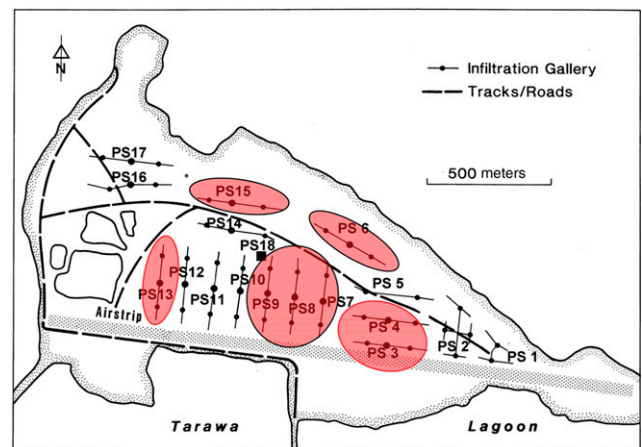 N
Infiltration Gallery
Tracks/Roads
500 meters
PS17
PS16
PS15
PS14
PS 6
PS18
PS13
PS12
PS11
PS10
PS9
PS8
PS7
PS 5
PS 4
PS 3
PS 2
PS 1
Airstrip
Tarawa Lagoon